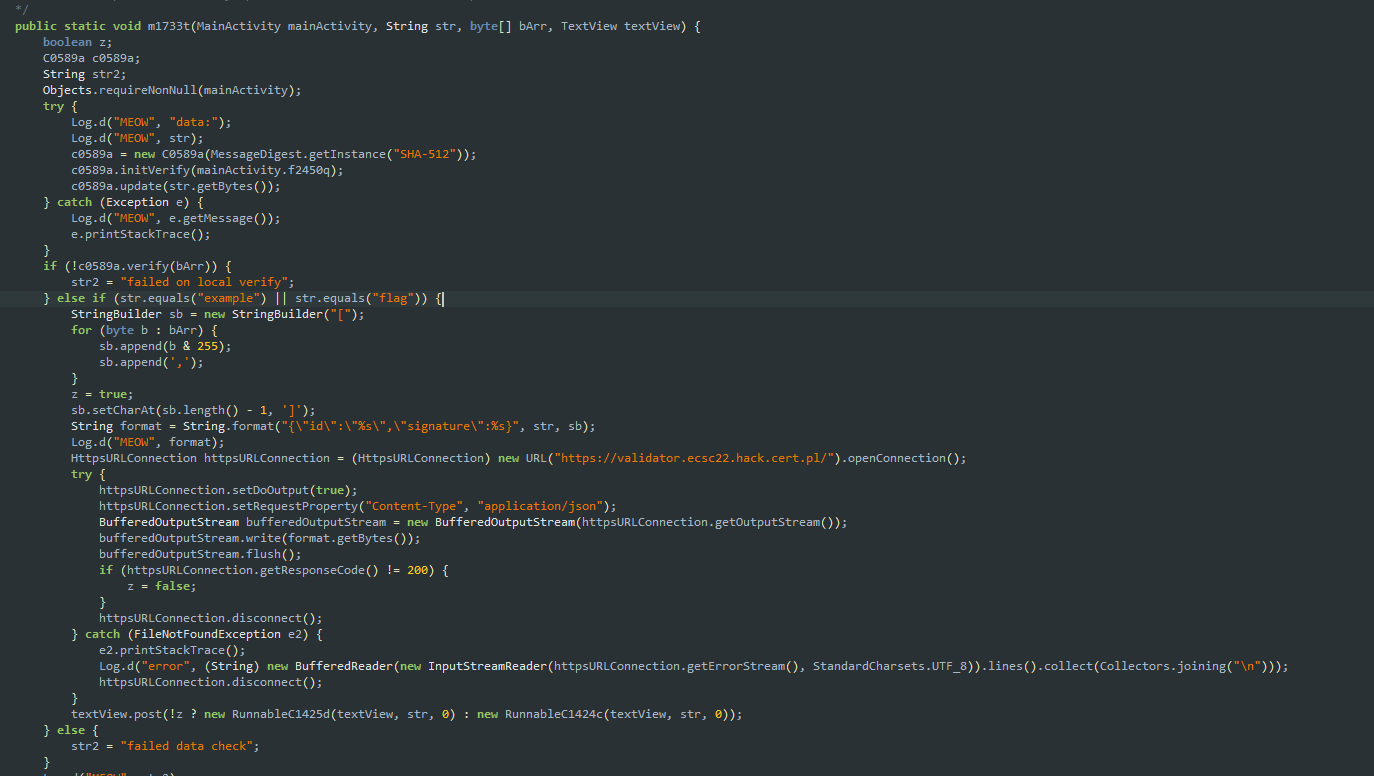 */
public static void m1733t(MainActivity mainActivity, String str, byte[] bArr, TextView textView) {
    boolean z;
    C0589a c0589a;
    String str2;
    Objects.requireNonNull(mainActivity);
    try {
        Log.d("MEOW", "data:");
        Log.d("MEOW", str);
        c0589a = new C0589a(MessageDigest.getInstance("SHA-512"));
        c0589a.initVerify(mainActivity.f2450q);
        c0589a.update(str.getBytes());
    } catch (Exception e) {
        Log.d("MEOW", e.getMessage());
        e.printStackTrace();
    }
    if (!c0589a.verify(bArr)) {
        str2 = "failed on local verify";
    } else if (str.equals("example") || str.equals("flag")) {
        StringBuilder sb = new StringBuilder("[");
        for (byte b : bArr) {
            sb.append(b & 255);
            sb.append(',');
        }
        z = true;
        sb.setCharAt(sb.length() - 1, ']');
        String format = String.format("{\"id\":\"%s\",\"signature\":%s}", str, sb);
        Log.d("MEOW", format);
        HttpsURLConnection httpsURLConnection = (HttpsURLConnection) new URL("https://validator.ecsc22.hack.cert.pl/").openConnection();
        try {
            httpsURLConnection.setDoOutput(true);
            httpsURLConnection.setRequestProperty("Content-Type", "application/json");
            BufferedOutputStream bufferedOutputStream = new BufferedOutputStream(httpsURLConnection.getOutputStream());
            bufferedOutputStream.write(format.getBytes());
            bufferedOutputStream.flush();
            if (httpsURLConnection.getResponseCode() != 200) {
                z = false;
            }
            httpsURLConnection.disconnect();
        } catch (FileNotFoundException e2) {
            e2.printStackTrace();
            Log.d("error", (String) new BufferedReader(new InputStreamReader(httpsURLConnection.getErrorStream(), StandardCharsets.UTF_8)).lines().collect(Collectors.joining("\n")));
            httpsURLConnection.disconnect();
        }
        textView.post(!z ? new RunnableC1425d(textView, str, 0) : new RunnableC1424c(textView, str, 0));
    } else {
        str2 = "failed data check";
    }